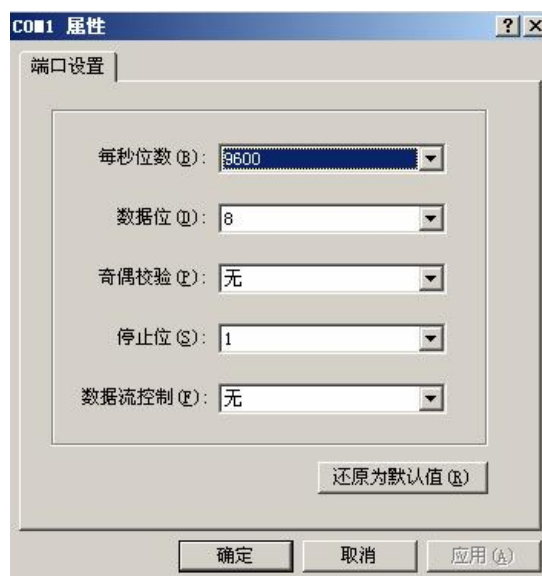 COM1 属性
端口设置
每秒位数(B): 9600
数据位(D): 8
奇偶校验(P): 无
停止位(S): 1
数据流控制(F): 无
还原为默认值(R)
确定 取消 应用(A)